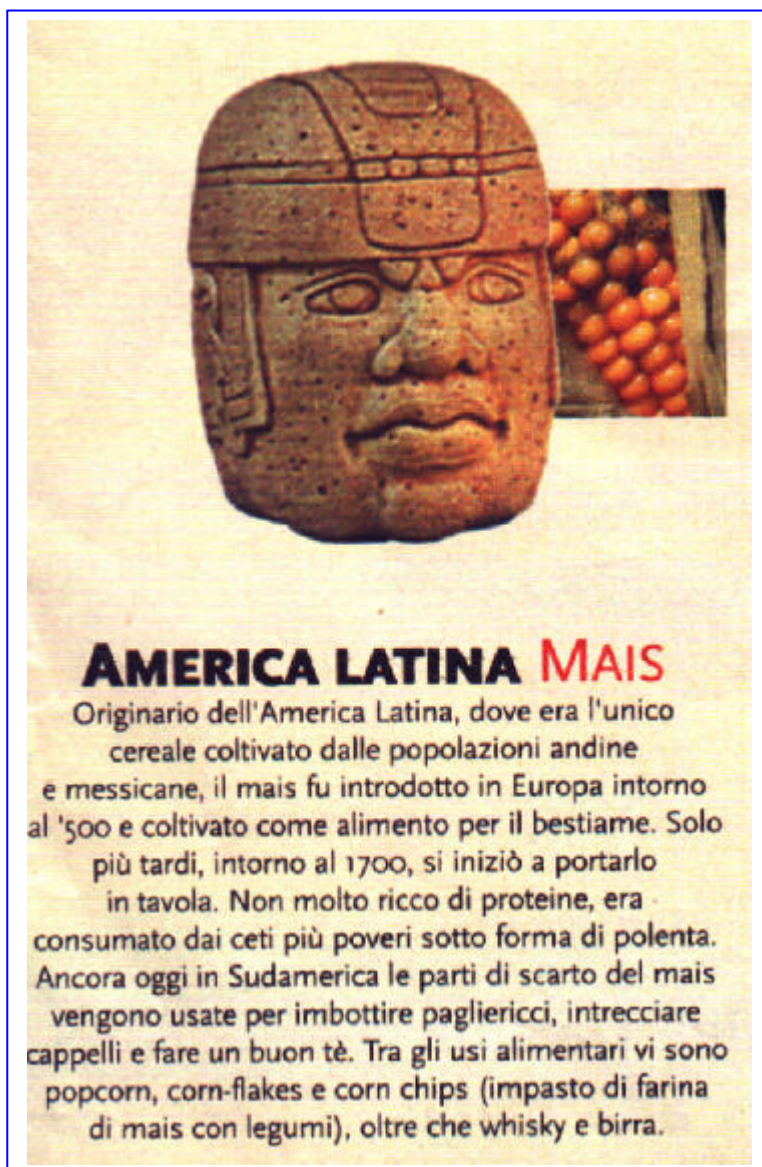 AMERICA LATINA MAIS
Originario dell'America Latina, dove era l'unico
cereale coltivato dalle popolazioni andine
e messicane, il mais fu introdotto in Europa intorno
al '500 e coltivato come alimento per il bestiame. Solo
più tardi, intorno al 1700, si iniziò a portarlo
in tavola. Non molto ricco di proteine, era
consumato dai ceti più poveri sotto forma di polenta.
Ancora oggi in Sudamerica le parti di scarto del mais
vengono usate per imbottire pagliericci, intrecciare
cappelli e fare un buon tè. Tra gli usi alimentari vi sono
popcorn, corn-flakes e corn chips (impasto di farina
di mais con legumi), oltre che whisky e birra.